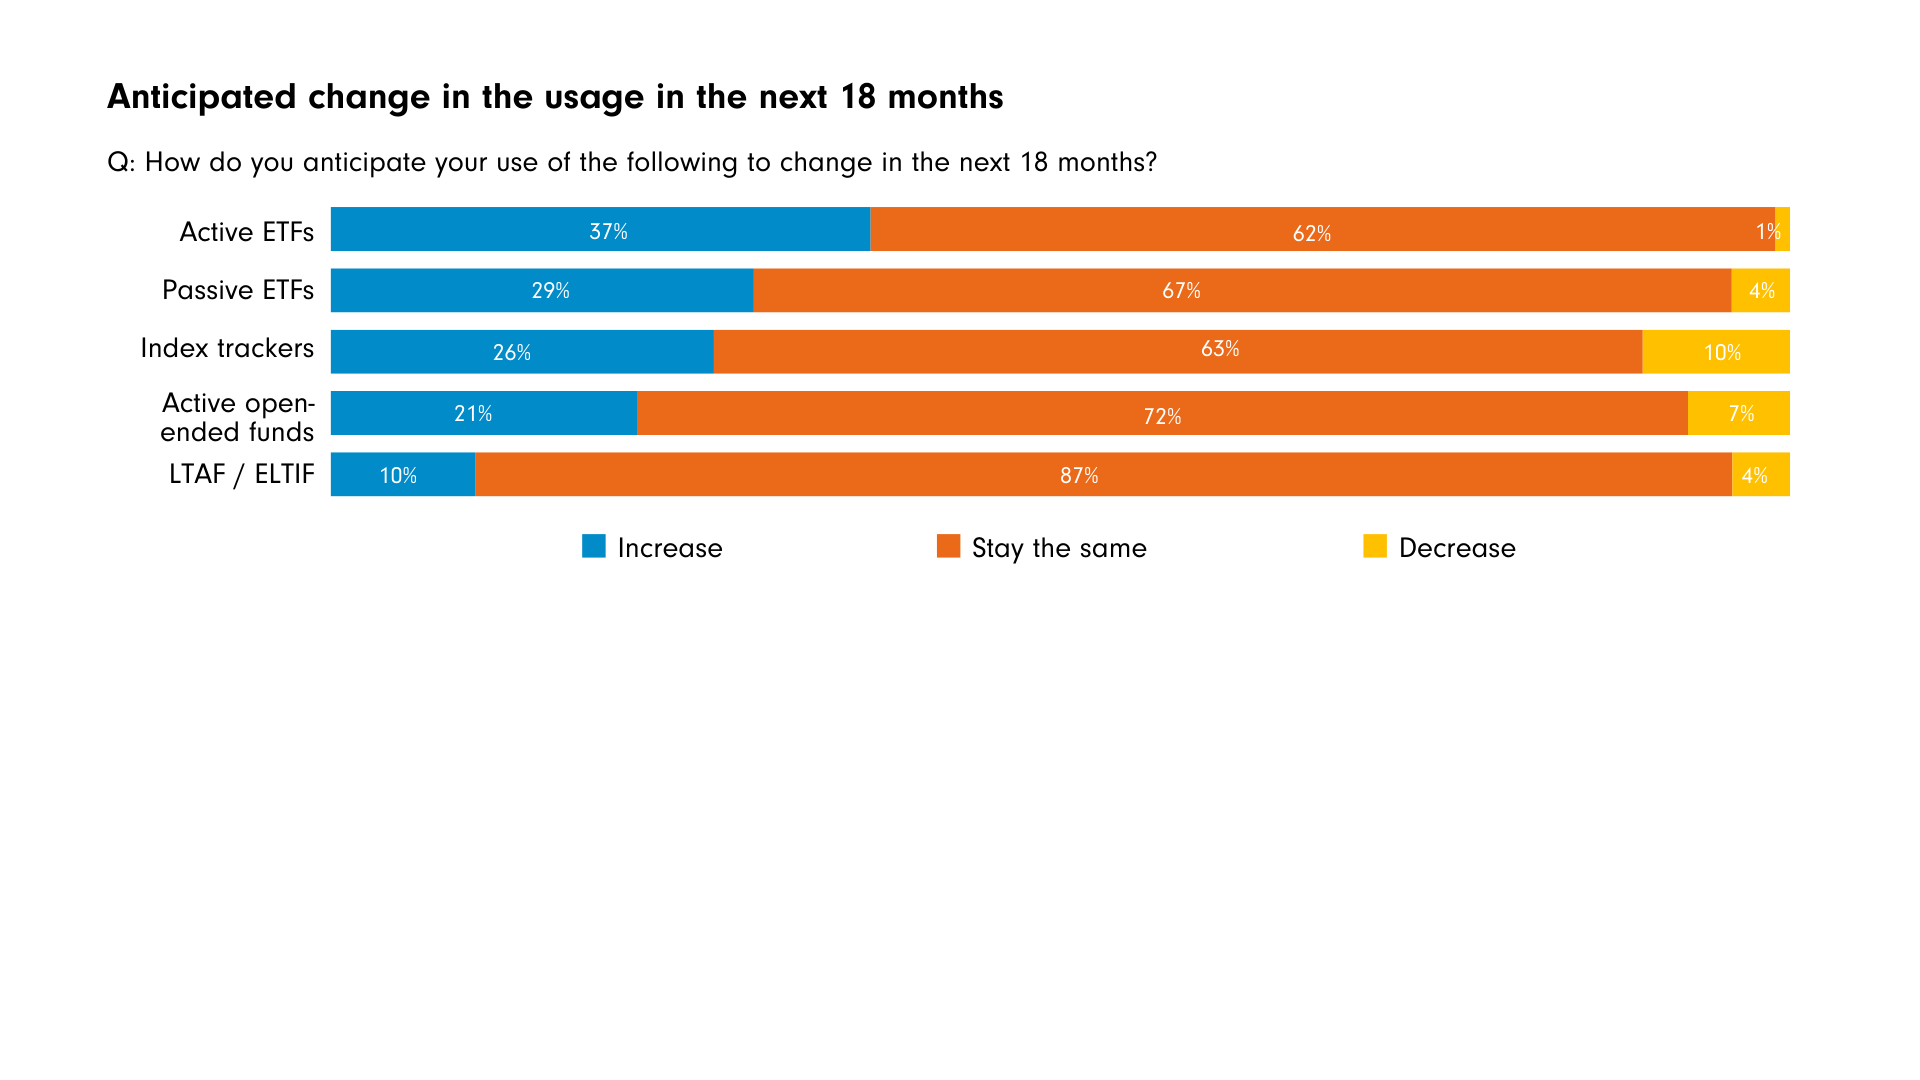 Anticipated change in the usage in the next 18 months
Q: How do you anticipate your use of the following to change in the next 18 months?
Active ETFs 37% 62% 1%
Passive ETFs 29% 67% 4%
Index trackers 26% 63% 10%
Active open-
ended funds 21% 72% 7%
LTAF / ELTIF 10% 87% 4%
Increase Stay the same Decrease